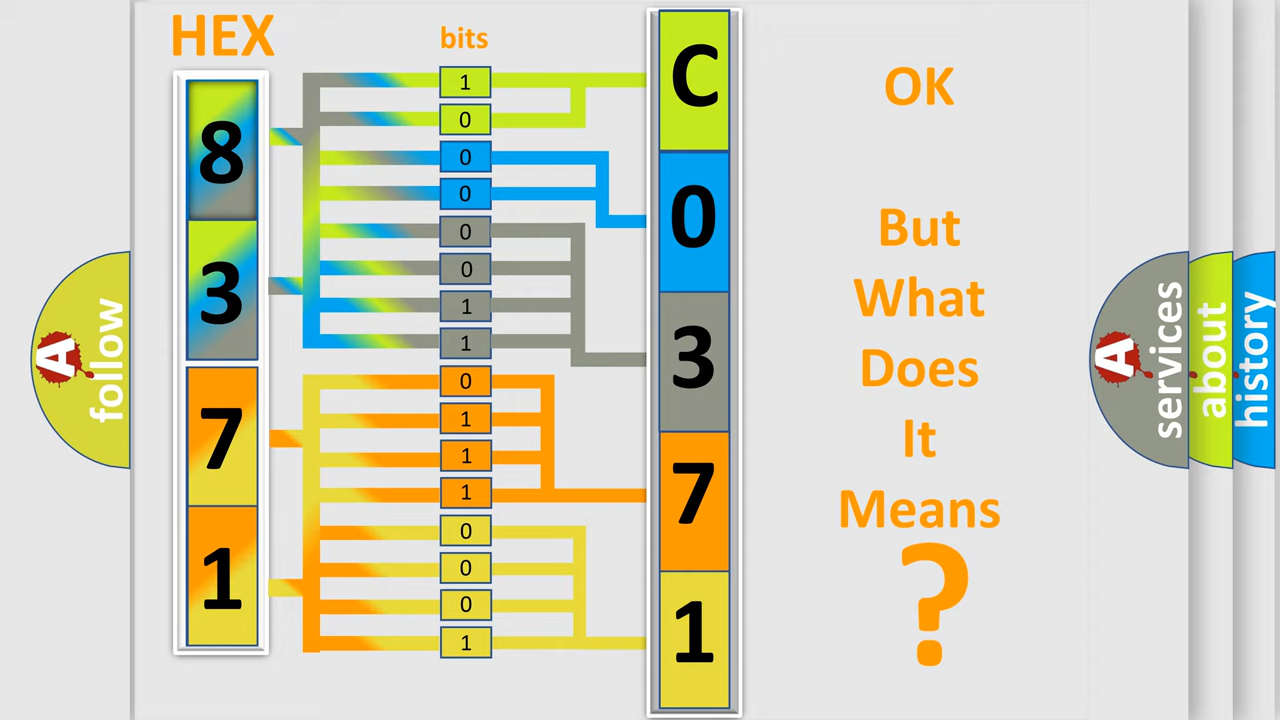 HEX
bits
8
3
7
1
1
0
0
0
0
0
1
1
0
1
1
1
0
0
0
1
C
0
3
7
1
OK
But
What
Does
It
Means
?
A
follow
A
services
about
history